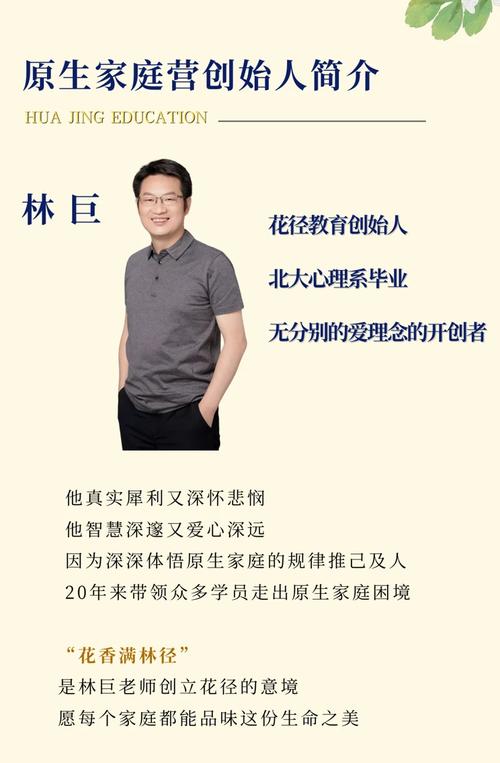 原生家庭营创始人简介
HUA JING EDUCATION
林巨
花径教育创始人
北大心理系毕业
无分别的爱理念的开创者
他真实犀利又深怀悲悯
他智慧深邃又爱心深远
因为深深体悟原生家庭的规律推己及人
20年来带领众多学员走出原生家庭困境
“花香满林径”
是林巨老师创立花径的意境
愿每个家庭都能品味这份生命之美